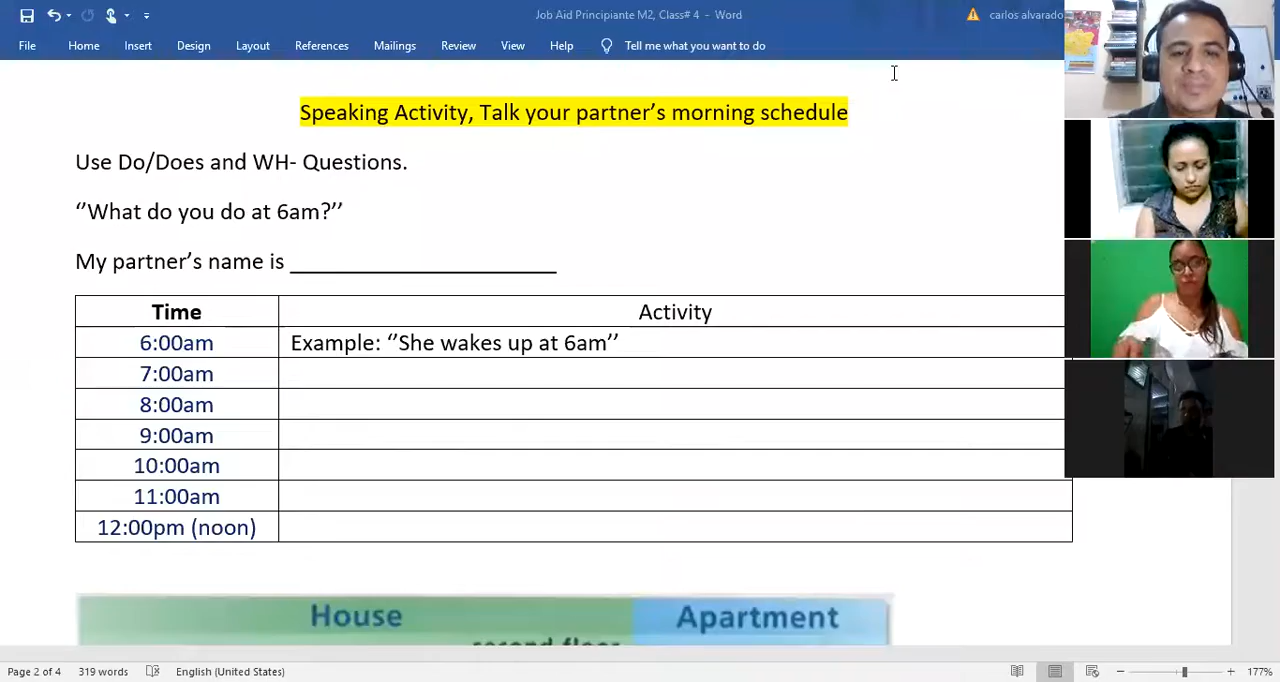 Job Aid Principiante M2, Class# 4 - Word
carlos alvarado
File Home Insert Design Layout References Mailings Review View Help Tell me what you want to do
Speaking Activity, Talk your partner's morning schedule
Use Do/Does and WH- Questions.
‘’What do you do at 6am?’’
My partner’s name is ______________________
Time Activity
6:00am Example: ‘’She wakes up at 6am’’
7:00am
8:00am
9:00am
10:00am
11:00am
12:00pm (noon)
House Apartment
second floor
Page 2 of 4 319 words English (United States) 177%